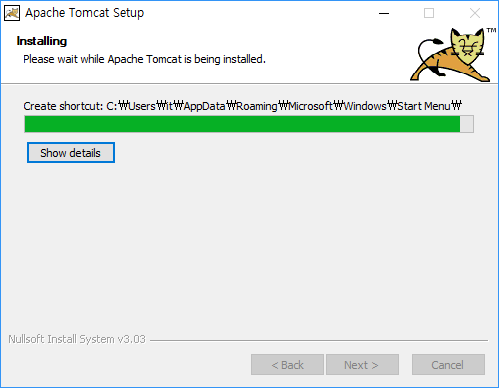 Apache Tomcat Setup
Installing
Please wait while Apache Tomcat is being installed.
TM
Create shortcut: C:₩Users₩It₩AppData₩Roaming₩Microsoft₩Windows₩Start Menu₩
Show details
Nullsoft Install System v3.03
< Back Next > Cancel